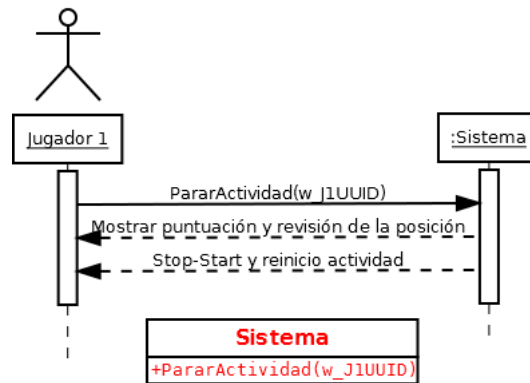 Jugador 1
:Sistema
PararActividad(w_J1UUID)
Mostrar puntuación y revisión de la posición
Stop-Start y reinicio actividad
Sistema
+PararActividad(w_J1UUID)